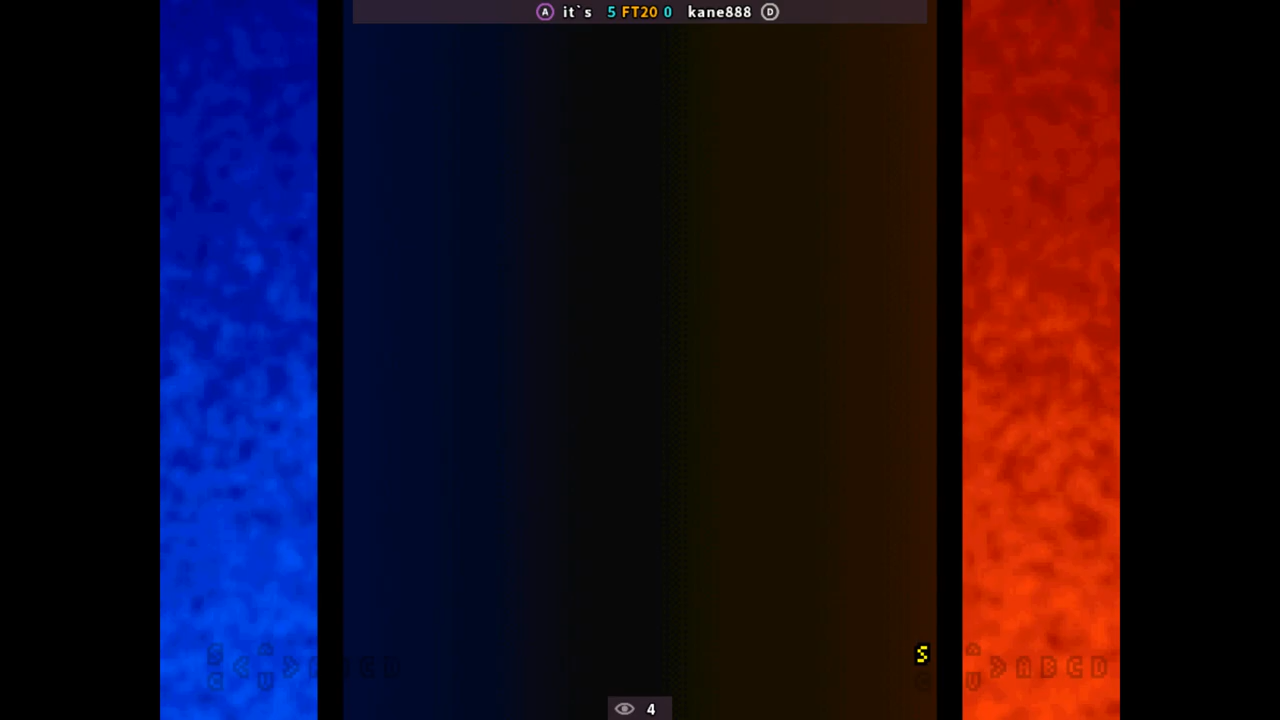 A it`s 5 FT20 0 kane888 D
S
S < ^ > A B C D
C V
S ^ > A B C D
C V
4